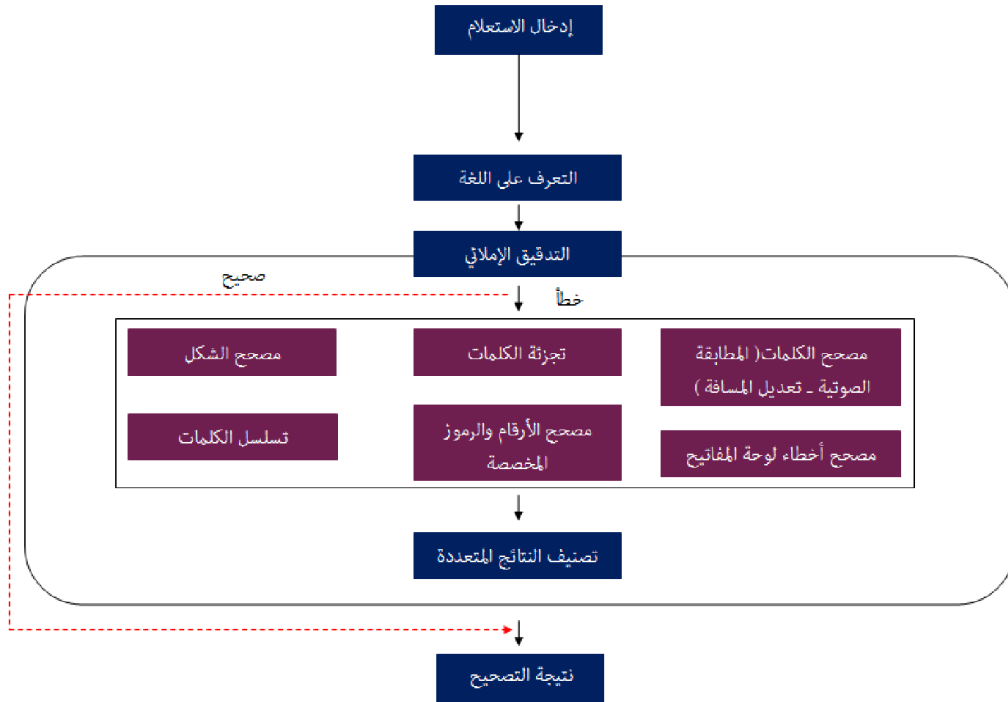 إدخال الاستعلام
التعرف على اللغة
التدقيق الإملائي
صحيح
خطأ
مصحح الكلمات( المطابقة
الصوتية ـ تعديل المسافة )
تجزئة الكلمات
مصحح الشكل
مصحح أخطاء لوحة المفاتيح
مصحح الأرقام والرموز
المخصصة
تسلسل الكلمات
تصنيف النتائج المتعددة
نتيجة التصحيح